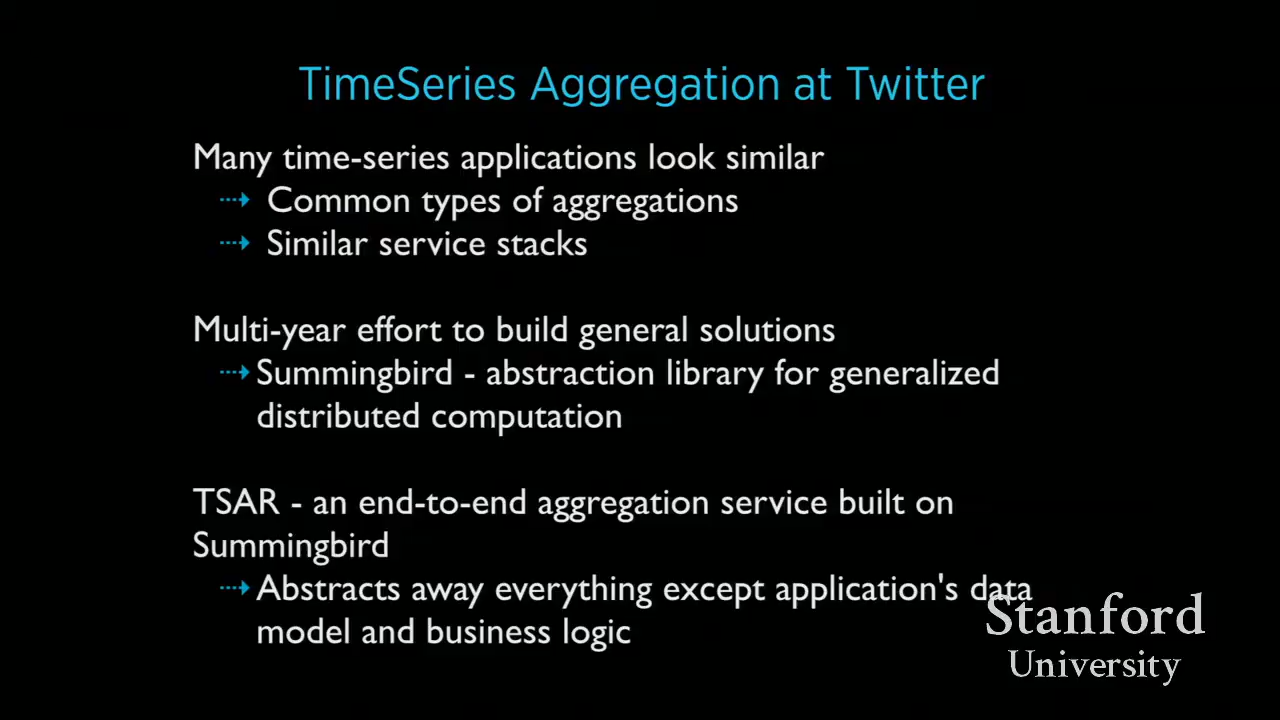 TimeSeries Aggregation at Twitter
Many time-series applications look similar
Common types of aggregations
Similar service stacks
Multi-year effort to build general solutions
Summingbird - abstraction library for generalized
distributed computation
TSAR - an end-to-end aggregation service built on
Summingbird
Abstracts away everything except application's data
model and business logic
Stanford
University